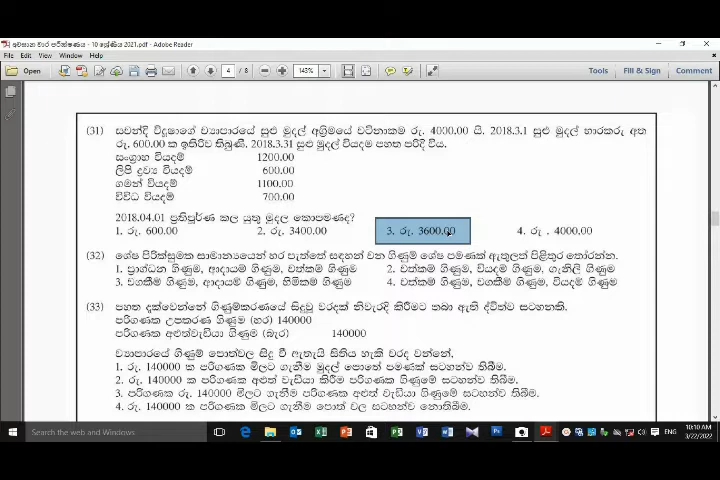 අවසාන වාර පරීක්ෂණය - 10 ශ්‍රේණිය 2021.pdf - Adobe Reader
File Edit View Window Help
Open 4 / 8 143% Tools Fill & Sign Comment
(31) සවන්දි විදුෂාගේ ව්‍යාපාරයේ සුළු මුදල් අග්‍රිමයේ වටිනාකම රු. 4000.00 යි. 2018.3.1 සුළු මුදල් භාරකරු අත
රු. 600.00 ක ඉතිරිව තිබුණි. 2018.3.31 සුළු මුදල් වියදම් පහත පරිදි විය.
සංග්‍රාහ වියදම් 1200.00
ලිපි ද්‍රව්‍ය වියදම් 600.00
ගමන් වියදම් 1100.00
විවිධ වියදම් 700.00
2018.04.01 ප්‍රතිපූර්ණ කල යුතු මුදල කොපමණද?
1. රු. 600.00 2. රු. 3400.00 3. රු. 3600.00 4. රු . 4000.00
(32) ශේෂ පිරික්සුමක සාමාන්‍යයෙන් හර පැත්තේ සඳහන් වන ගිණුම් ශේෂ පමණක් ඇතුලත් පිළිතුර තෝරන්න.
1. ප්‍රාග්ධන ගිණුම, ආදායම් ගිණුම, වත්කම් ගිණුම 2. වත්කම් ගිණුම, වියදම් ගිණුම, ගැනිලි ගිණුම
3. වගකීම් ගිණුම, ආදායම් ගිණුම, හිමිකම් ගිණුම 4. වත්කම් ගිණුම, වගකීම් ගිණුම, වියදම් ගිණුම
(33) පහත දැක්වෙන්නේ ගිණුම්කරණයේ සිදුවූ වරදක් නිවැරදි කිරීමට තබා ඇති ද්විත්ව සටහනකි.
පරිගණක උපකරණ ගිණුම (හර) 140000
පරිගණක අළුත්වැඩියා ගිණුම (බැර) 140000
ව්‍යාපාරයේ ගිණුම් පොත්වල සිදු වී ඇතැයි සිතිය හැකි වරද වන්නේ,
1. රු. 140000 ක පරිගණක මිලට ගැනීම මුදල් පොතේ පමණක් සටහන්ව තිබීම.
2. රු. 140000 ක පරිගණක අළුත් වැඩියා කිරීම පරිගණක ගිණුමේ සටහන්ව තිබීම.
3. පරිගණක රු. 140000 මිලට ගැනීම පරිගණක අළුත් වැඩියා ගිණුමේ සටහන්ව තිබීම.
4. රු. 140000 ක පරිගණක මිලට ගැනීම පොත් වල සටහන්ව නොතිබීම.
Search the web and Windows
ENG 10:10 AM
3/22/2022